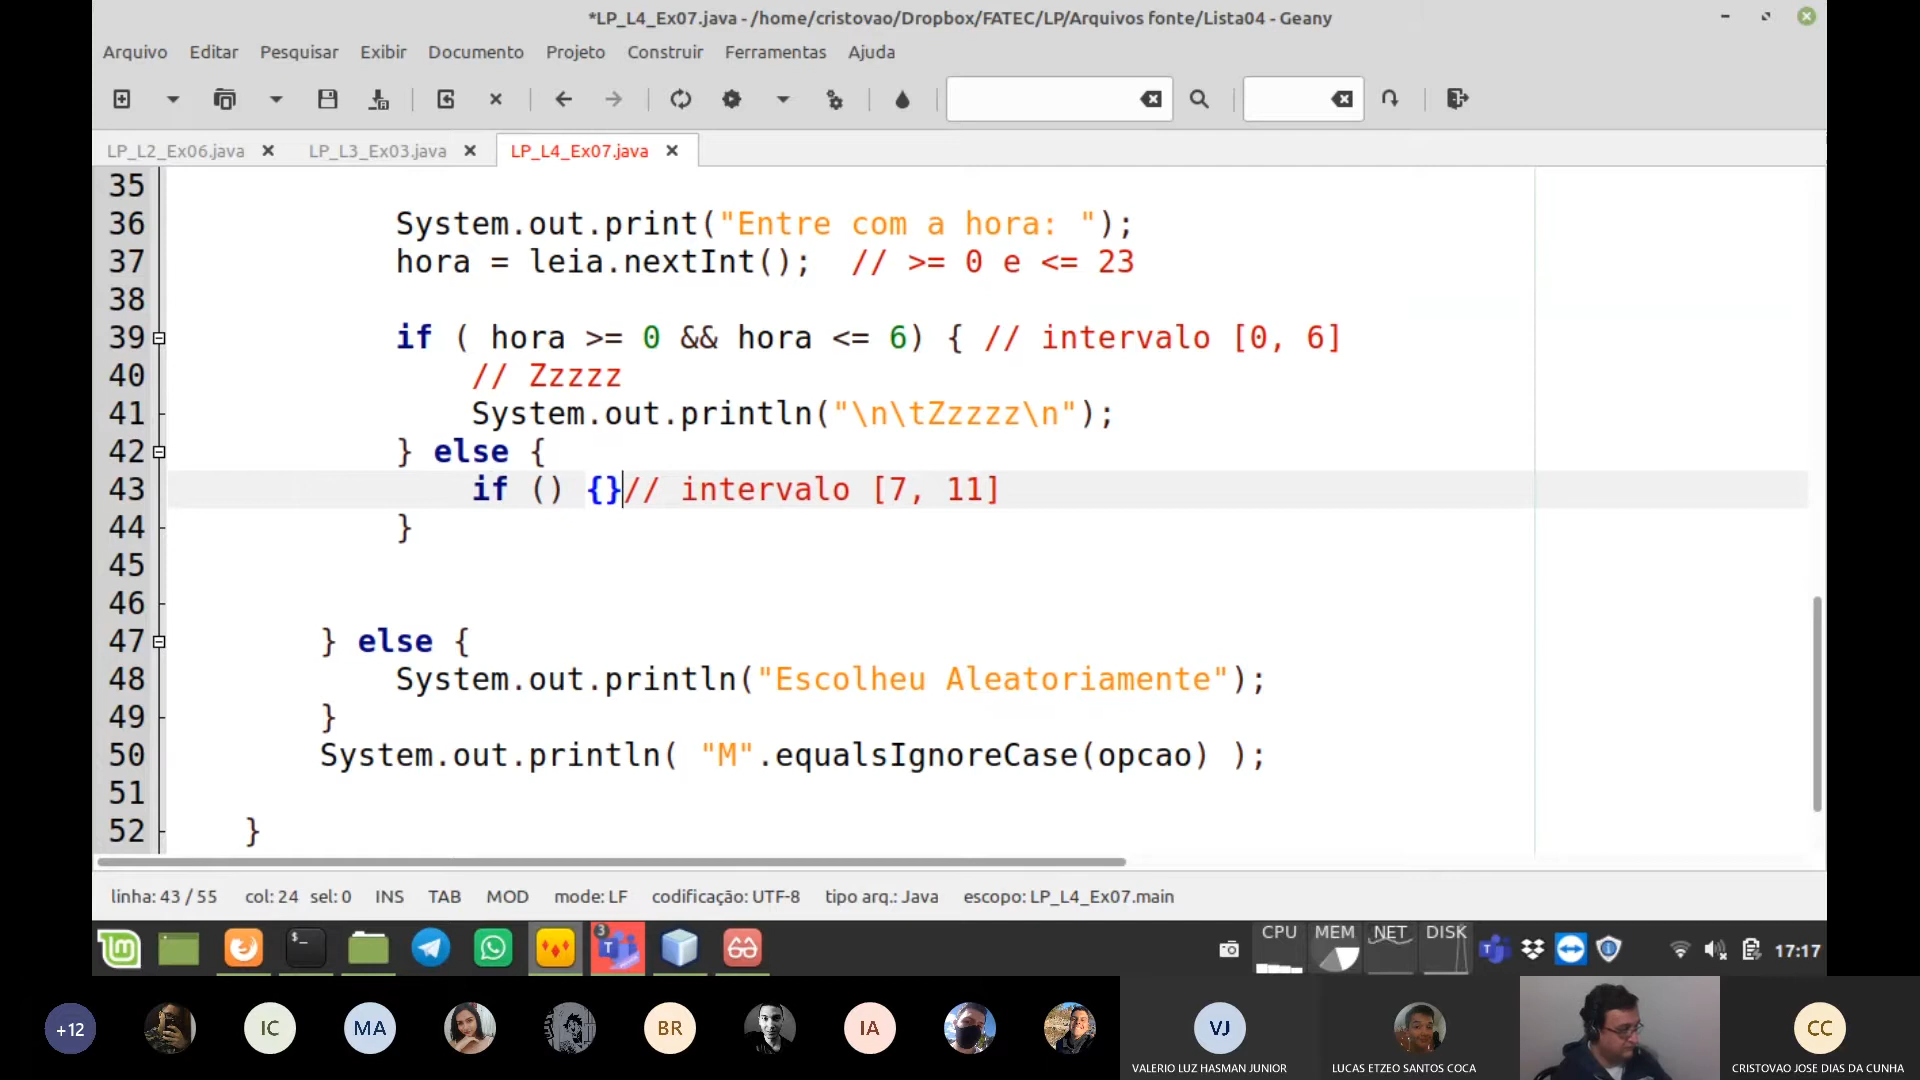 *LP_L4_Ex07.java - /home/cristovao/Dropbox/FATEC/LP/Arquivos fonte/Lista04 - Geany
Arquivo Editar Pesquisar Exibir Documento Projeto Construir Ferramentas Ajuda
LP_L2_Ex06.java LP_L3_Ex03.java LP_L4_Ex07.java
35
36 System.out.print("Entre com a hora: ");
37 hora = leia.nextInt(); // >= 0 e <= 23
38
39 if ( hora >= 0 && hora <= 6) { // intervalo [0, 6]
40 // Zzzzz
41 System.out.println("\n\tZzzzz\n");
42 } else {
43 if () {}// intervalo [7, 11]
44 }
45
46
47 } else {
48 System.out.println("Escolheu Aleatoriamente");
49 }
50 System.out.println( "M".equalsIgnoreCase(opcao) );
51
52 }
linha: 43 / 55 col: 24 sel: 0 INS TAB MOD mode: LF codificação: UTF-8 tipo arq.: Java escopo: LP_L4_Ex07.main
3 CPU MEM NET DISK 17:17
+12 IC MA BR IA VJ CC
VALERIO LUZ HASMAN JUNIOR LUCAS ETZEO SANTOS COCA CRISTOVAO JOSE DIAS DA CUNHA